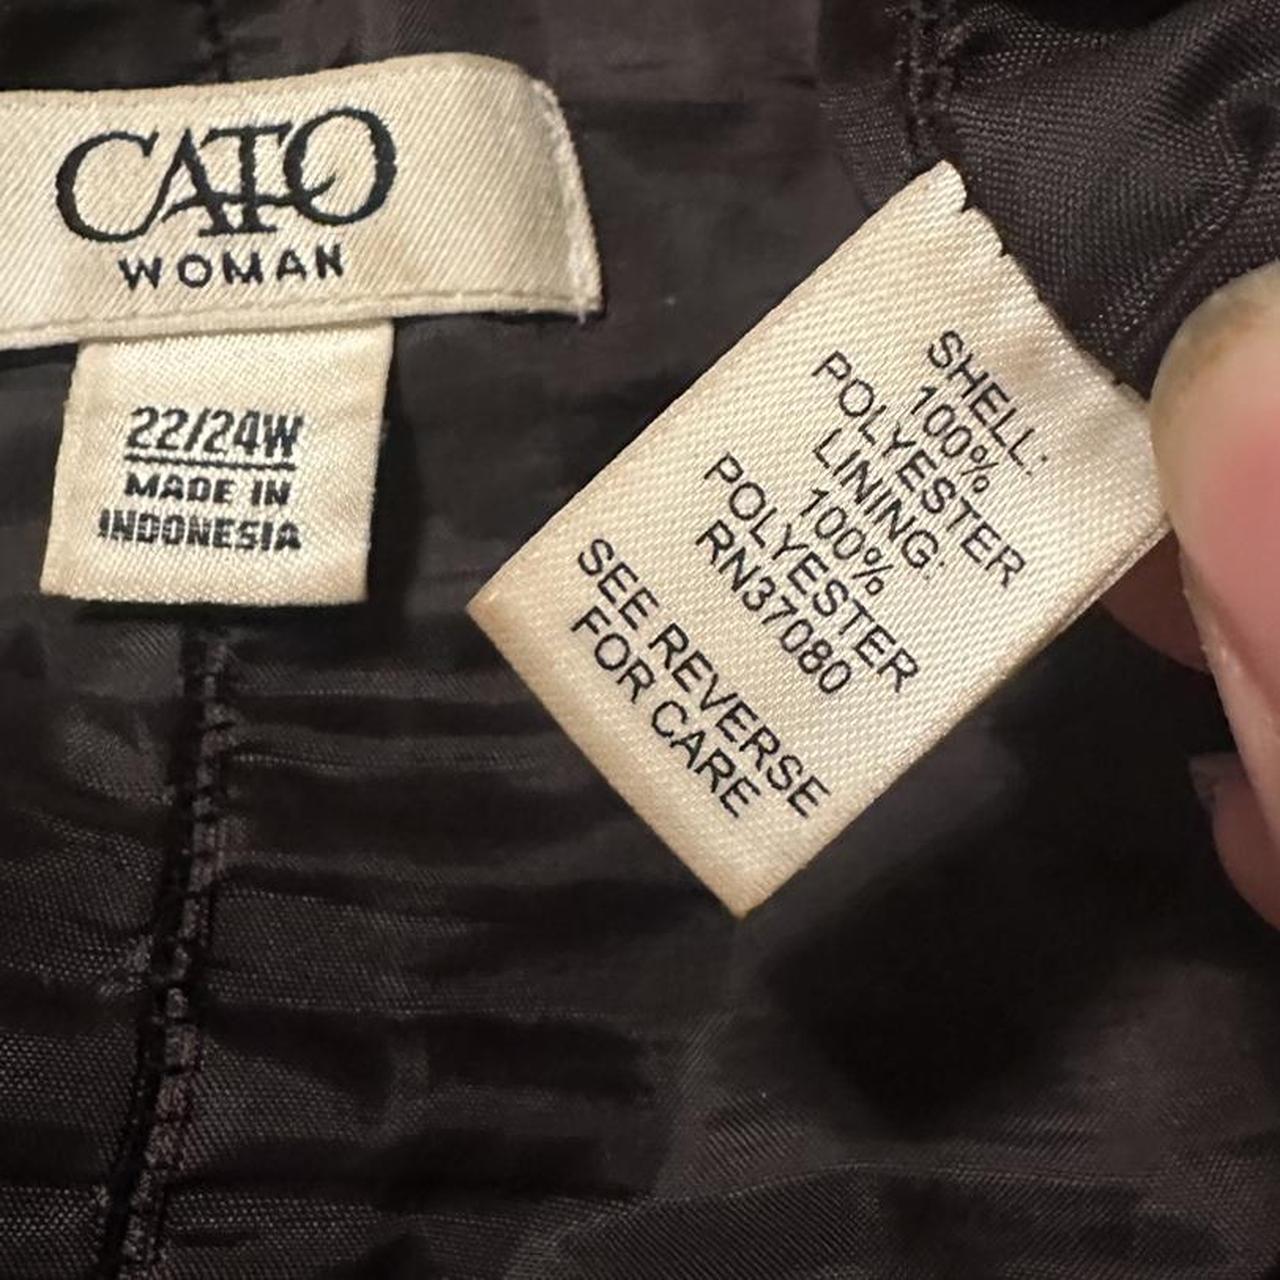 CATO
WOMAN
22/24W
MADE IN
INDONESIA
SHELL:
100%
POLYESTER
LINING:
100%
POLYESTER
RN37080
SEE REVERSE
FOR CARE